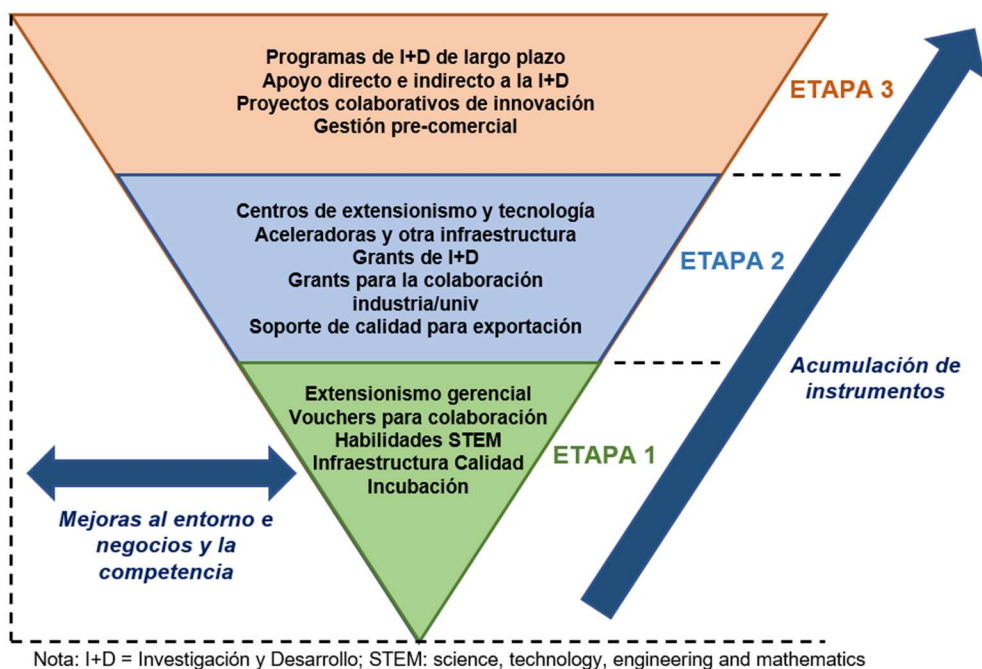 Programas de I+D de largo plazo
Apoyo directo e indirecto a la I+D
Proyectos colaborativos de innovación
Gestión pre-comercial
ETAPA 3
Centros de extensionismo y tecnología
Aceleradoras y otra infraestructura
Grants de I+D
Grants para la colaboración
industria/univ
Soporte de calidad para exportación
ETAPA 2
Extensionismo gerencial
Vouchers para colaboración
Habilidades STEM
Infraestructura Calidad
Incubación
ETAPA 1
Acumulación de
instrumentos
Mejoras al entorno e
negocios y la
competencia
Nota: I+D = Investigación y Desarrollo; STEM: science, technology, engineering and mathematics